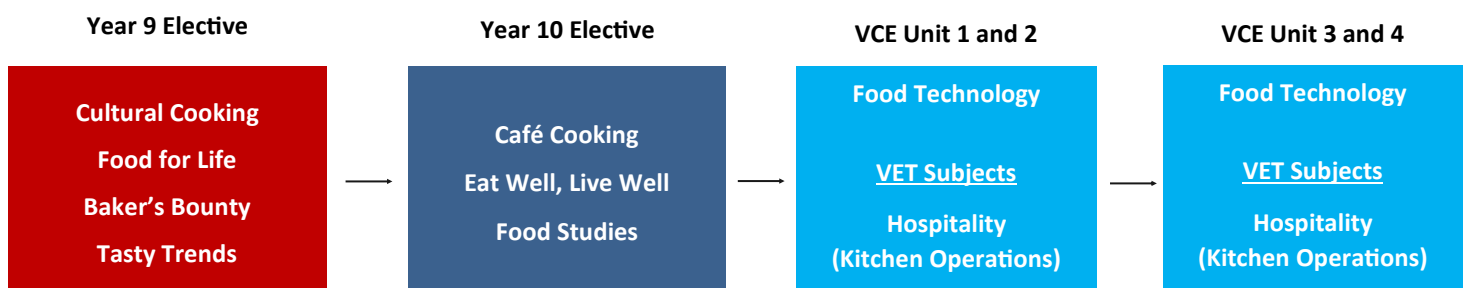 Year 9 Elective
Cultural Cooking
Food for Life
Baker’s Bounty
Tasty Trends
Year 10 Elective
Café Cooking
Eat Well, Live Well
Food Studies
VCE Unit 1 and 2
Food Technology
VET Subjects
Hospitality
(Kitchen Operations)
VCE Unit 3 and 4
Food Technology
VET Subjects
Hospitality
(Kitchen Operations)